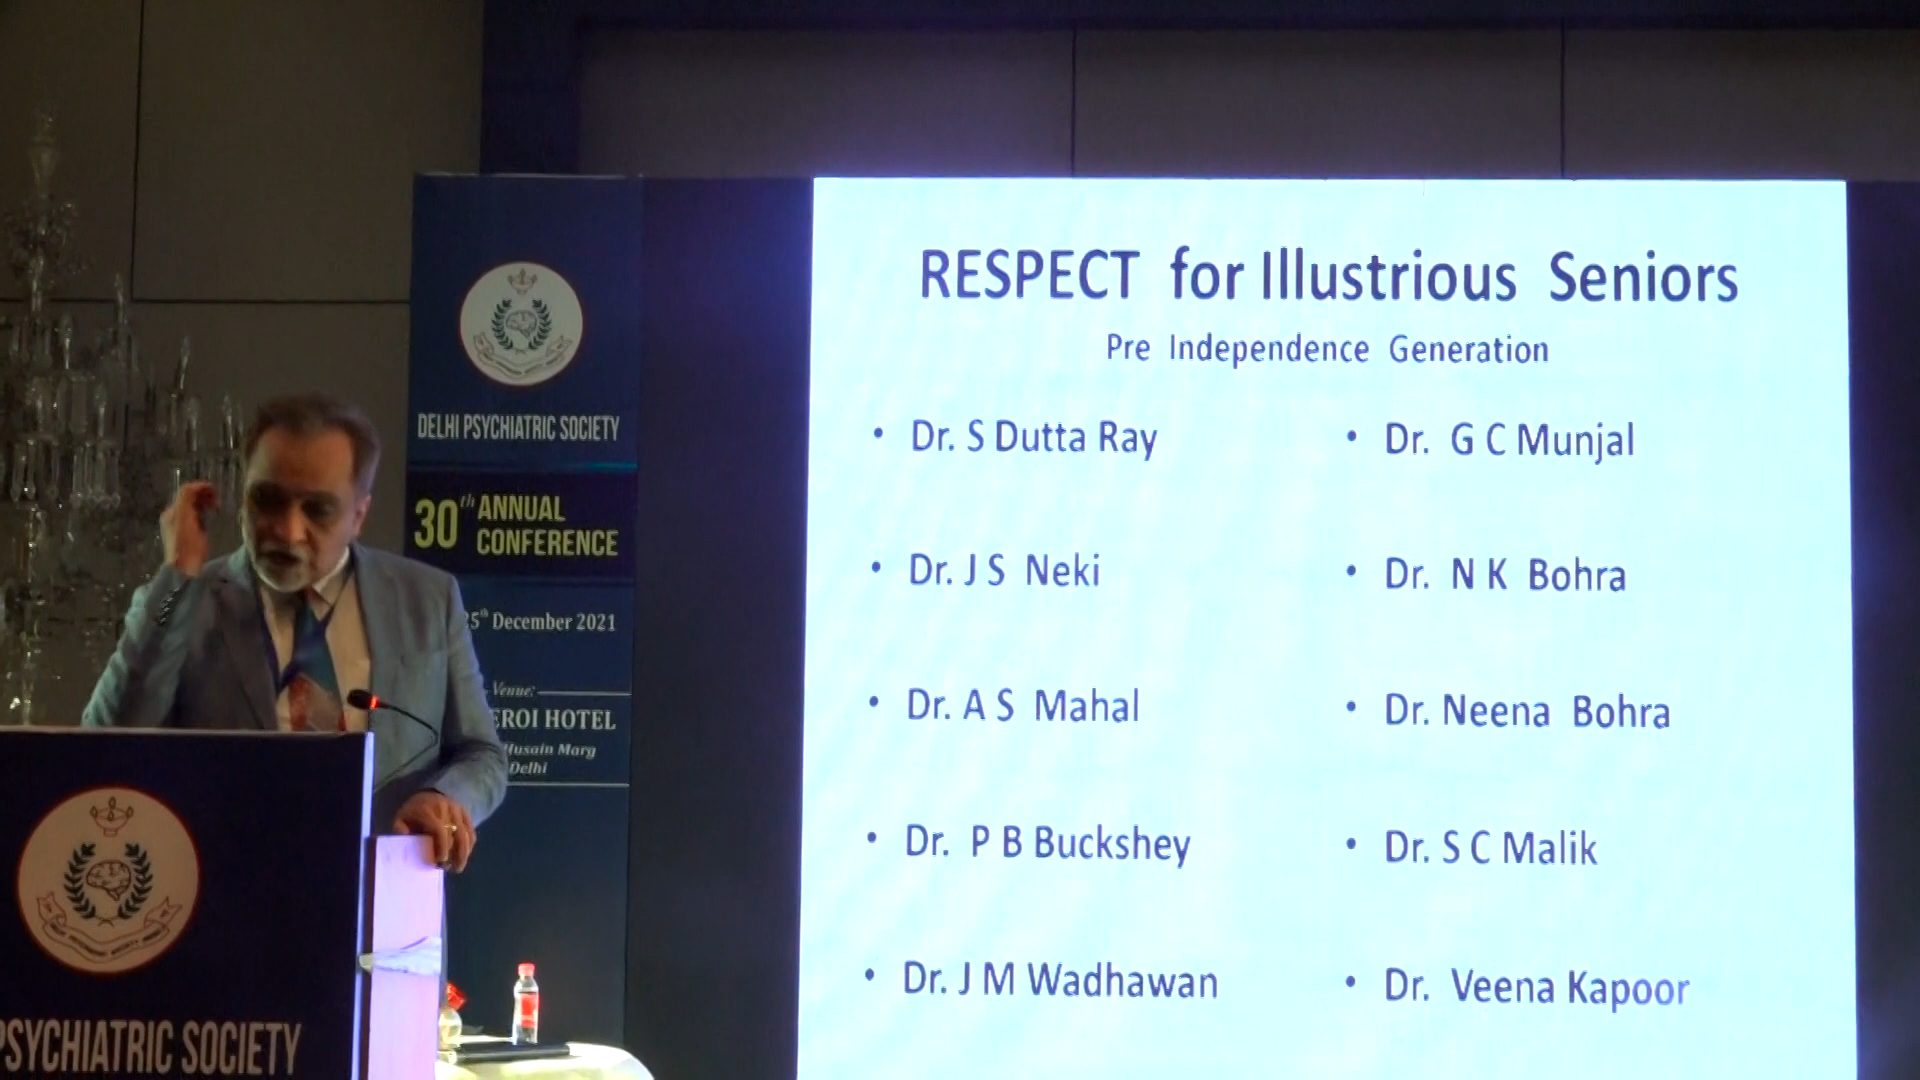 DELHI PSYCHIATRIC SOCIETY
30th ANNUAL
CONFERENCE
5th December 2021
Venue:
EROI HOTEL
Husain Marg
Delhi
PSYCHIATRIC SOCIETY
RESPECT for Illustrious Seniors
Pre Independence Generation
• Dr. S Dutta Ray
• Dr. J S Neki
• Dr. A S Mahal
• Dr. P B Buckshey
• Dr. J M Wadhawan
• Dr. G C Munjal
• Dr. N K Bohra
• Dr. Neena Bohra
• Dr. S C Malik
• Dr. Veena Kapoor